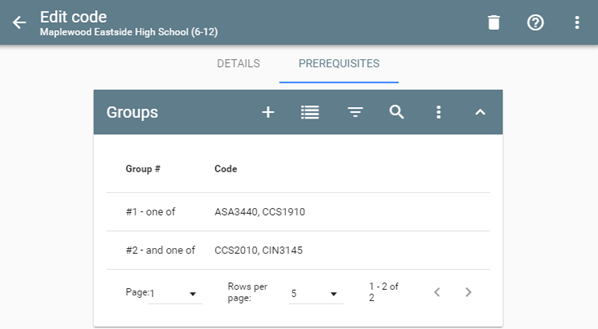 Edit code
Maplewood Eastside High School (6-12)
DETAILS PREREQUISITES
Groups
Group # Code
#1 - one of ASA3440, CCS1910
#2 - and one of CCS2010, CIN3145
Page: 1 Rows per page: 5 1 - 2 of 2